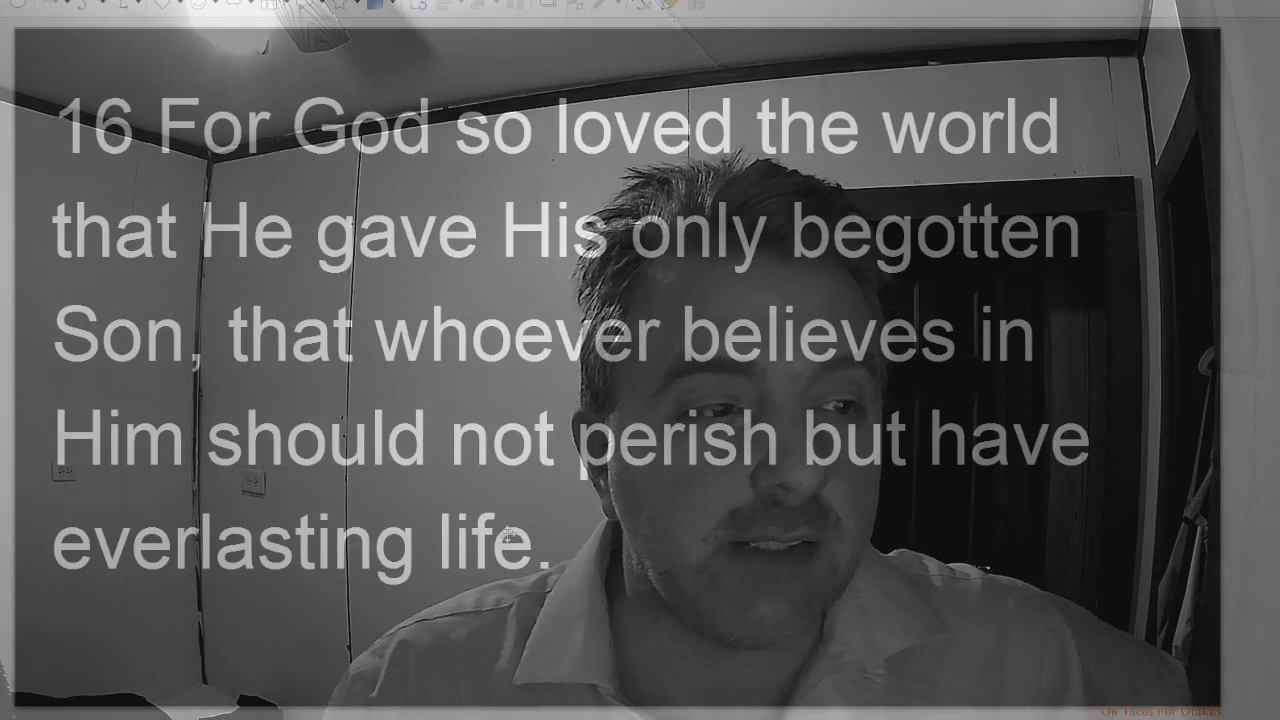 16 For God so loved the world
that He gave His only begotten
Son, that whoever believes in
Him should not perish but have
everlasting life.